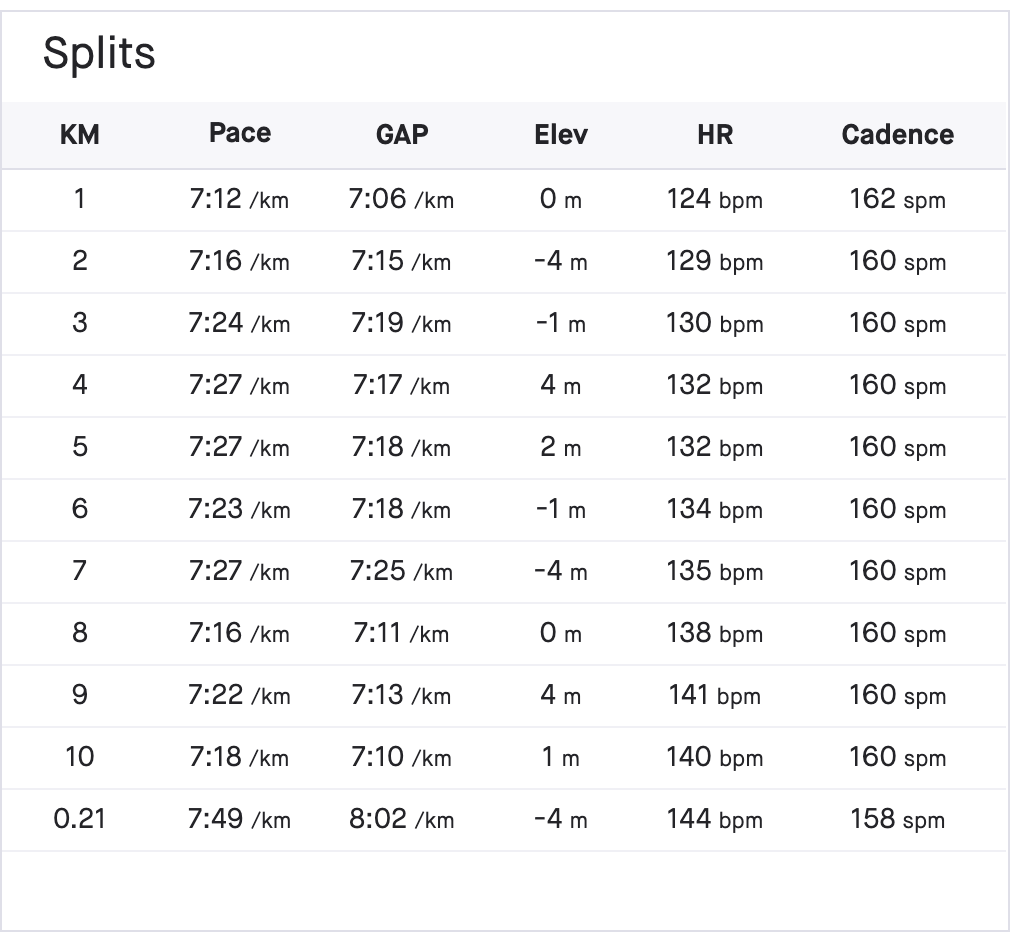 Splits
KM Pace GAP Elev HR Cadence
1 7:12 /km 7:06 /km 0 m 124 bpm 162 spm
2 7:16 /km 7:15 /km -4 m 129 bpm 160 spm
3 7:24 /km 7:19 /km -1 m 130 bpm 160 spm
4 7:27 /km 7:17 /km 4 m 132 bpm 160 spm
5 7:27 /km 7:18 /km 2 m 132 bpm 160 spm
6 7:23 /km 7:18 /km -1 m 134 bpm 160 spm
7 7:27 /km 7:25 /km -4 m 135 bpm 160 spm
8 7:16 /km 7:11 /km 0 m 138 bpm 160 spm
9 7:22 /km 7:13 /km 4 m 141 bpm 160 spm
10 7:18 /km 7:10 /km 1 m 140 bpm 160 spm
0.21 7:49 /km 8:02 /km -4 m 144 bpm 158 spm